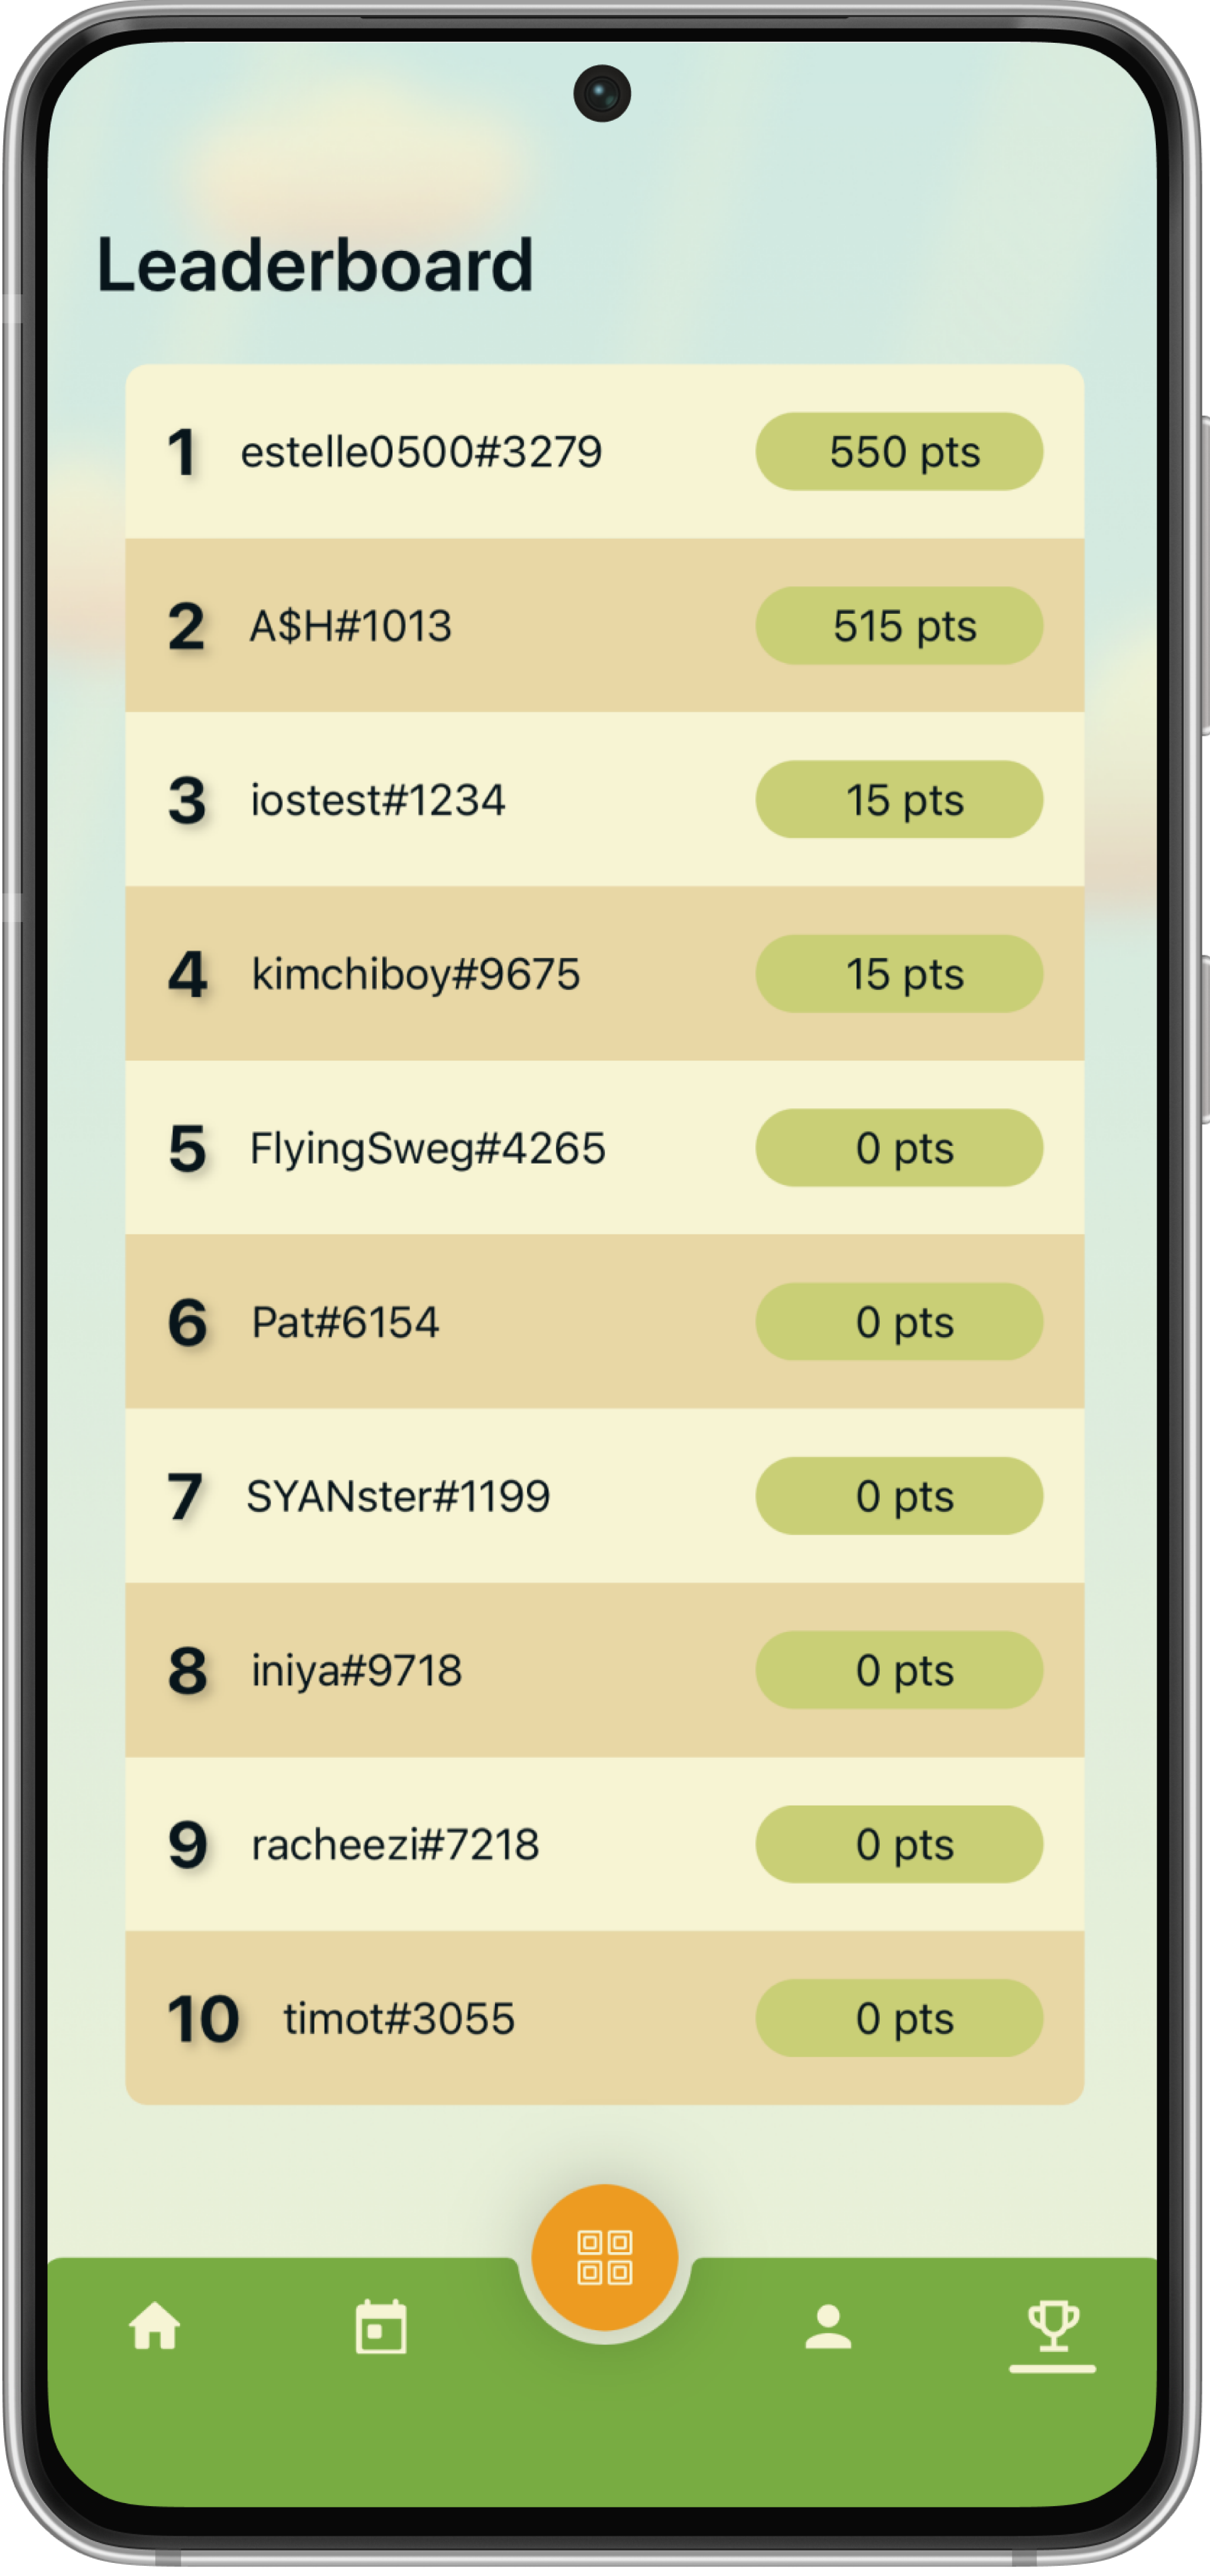 Leaderboard
1 estelle0500#3279 550 pts
2 A$H#1013 515 pts
3 iostest#1234 15 pts
4 kimchiboy#9675 15 pts
5 FlyingSweg#4265 0 pts
6 Pat#6154 0 pts
7 SYANster#1199 0 pts
8 iniya#9718 0 pts
9 racheezi#7218 0 pts
10 timot#3055 0 pts